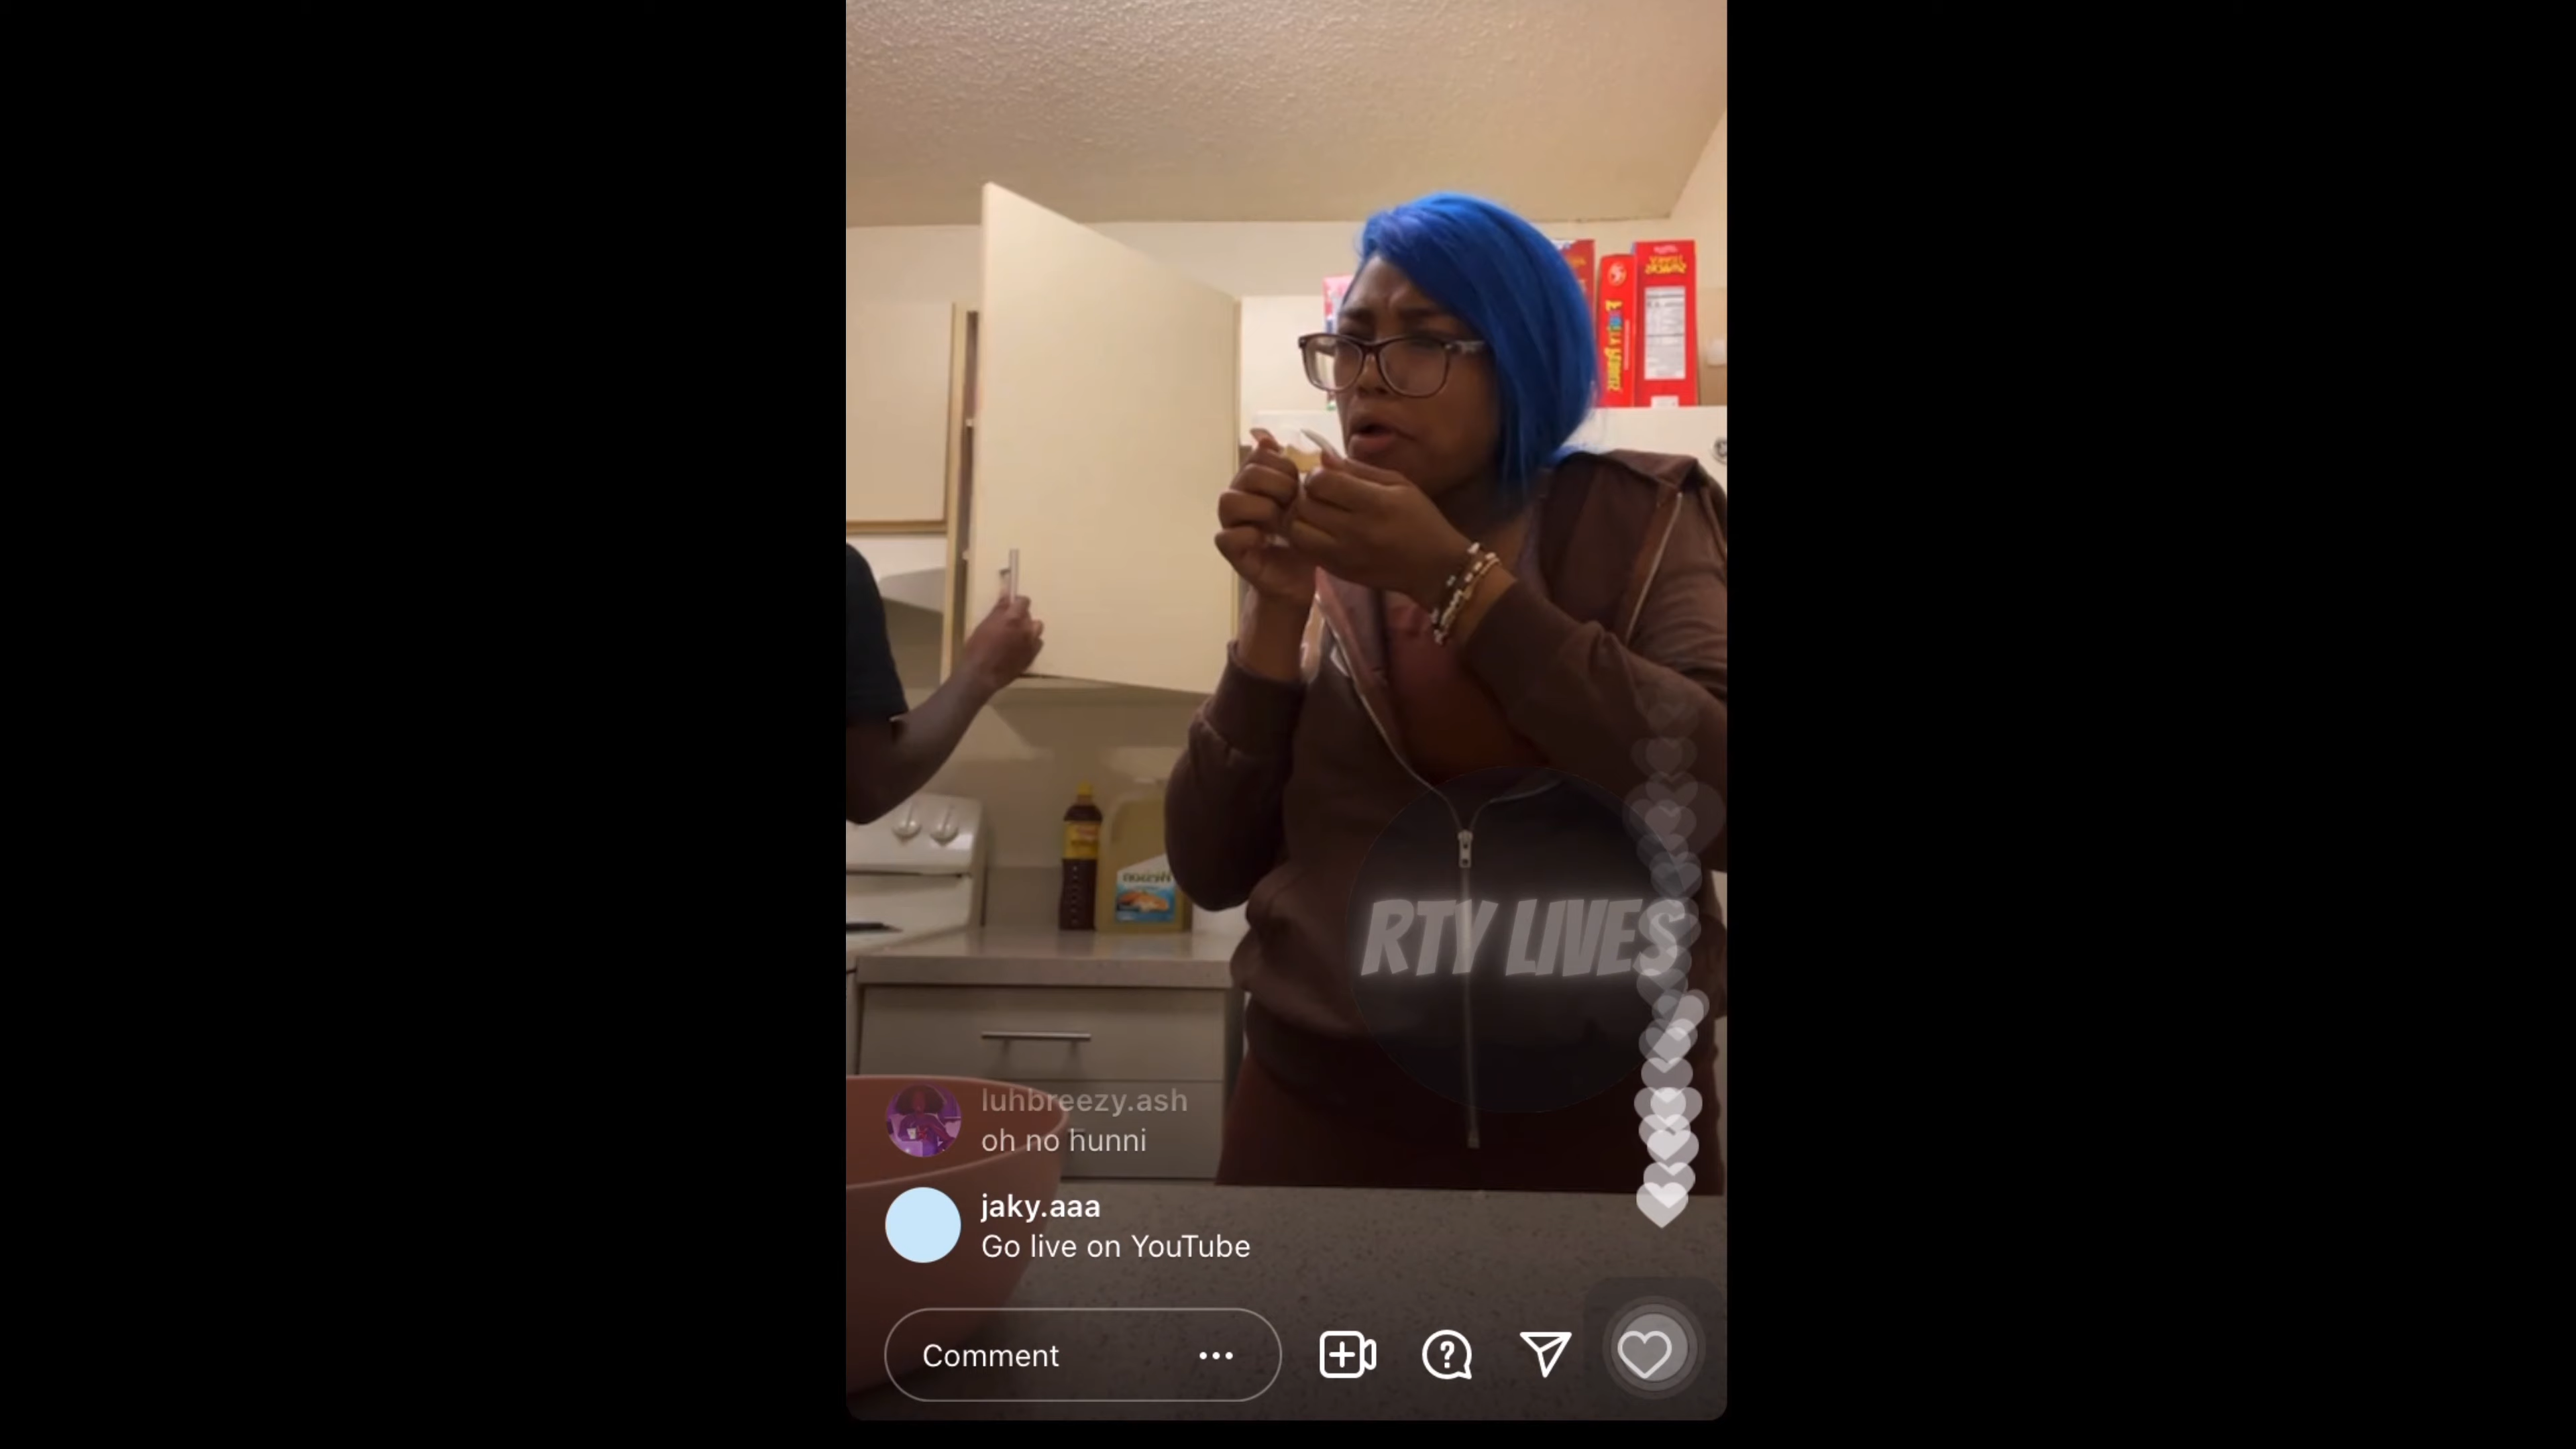 RTY LIVES
luhbreezy.ash
oh no hunni
jaky.aaa
Go live on YouTube
Comment